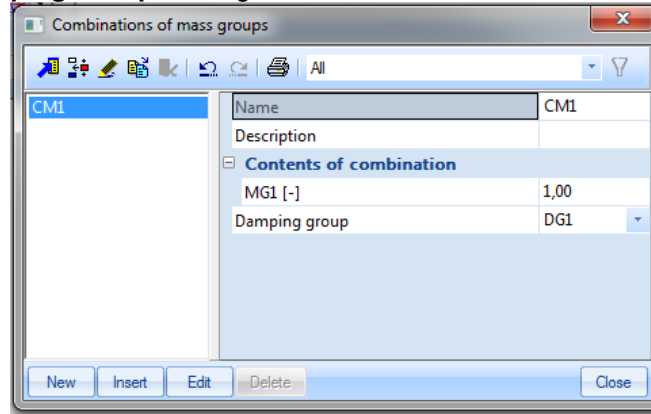 Combinations of mass groups
All
CM1
Name CM1
Description
Contents of combination
MG1 [-] 1,00
Damping group DG1
New Insert Edit Delete Close